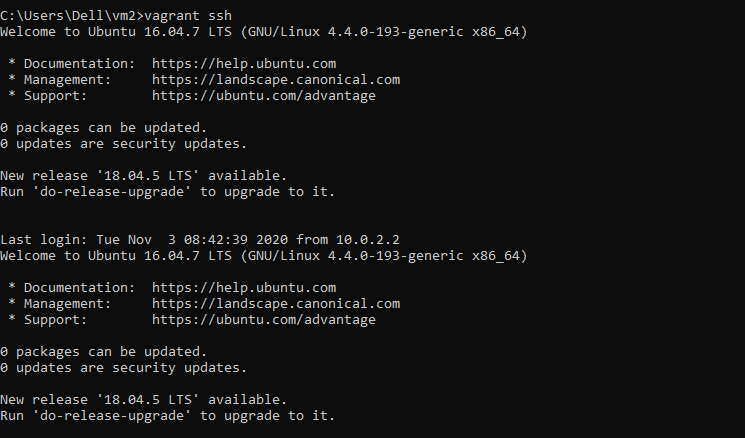 C:\Users\Dell\vm2>vagrant ssh
Welcome to Ubuntu 16.04.7 LTS (GNU/Linux 4.4.0-193-generic x86_64)
* Documentation:  https://help.ubuntu.com
* Management:     https://landscape.canonical.com
* Support:        https://ubuntu.com/advantage
0 packages can be updated.
0 updates are security updates.
New release '18.04.5 LTS' available.
Run 'do-release-upgrade' to upgrade to it.
Last login: Tue Nov  3 08:42:39 2020 from 10.0.2.2
Welcome to Ubuntu 16.04.7 LTS (GNU/Linux 4.4.0-193-generic x86_64)
* Documentation:  https://help.ubuntu.com
* Management:     https://landscape.canonical.com
* Support:        https://ubuntu.com/advantage
0 packages can be updated.
0 updates are security updates.
New release '18.04.5 LTS' available.
Run 'do-release-upgrade' to upgrade to it.